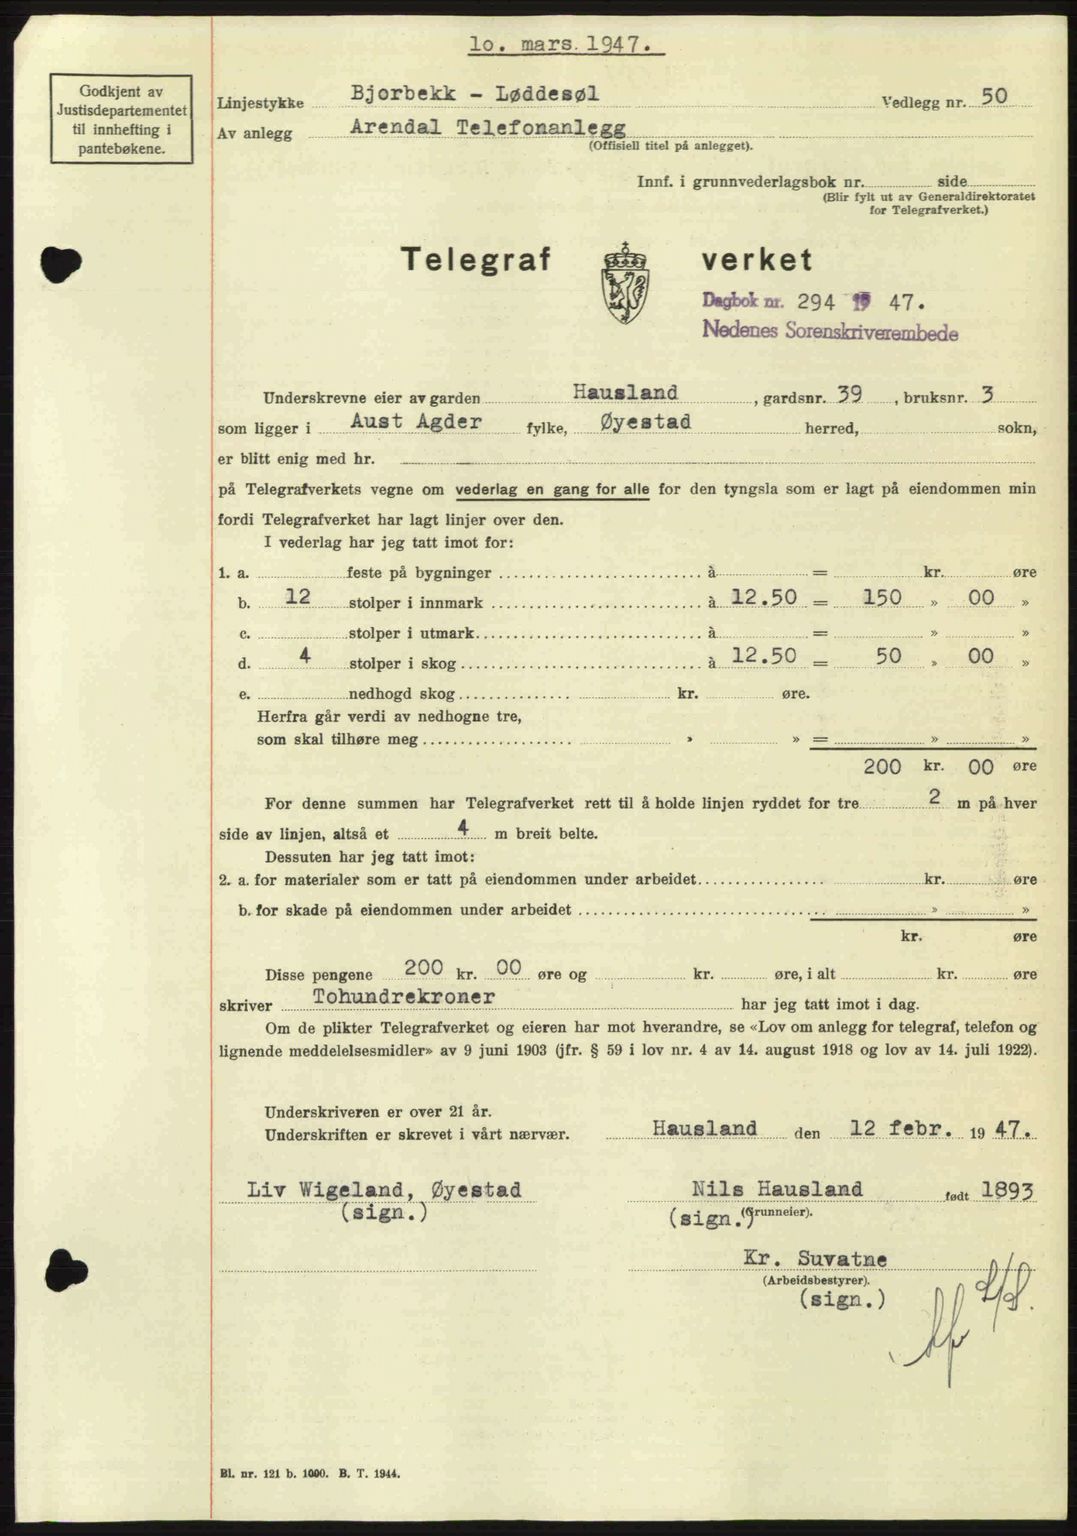 10. mars. 1947.
Godkjent av
Justisdepartementet
til innhefting i
pantebøkene.
Linjestykke Bjorbekk - Løddesøl Vedlegg nr. 50
Av anlegg Arendal Telefonanlegg
(Offisiell titel på anlegget).
Innf. i grunnvederlagsbok nr. side
(Blir fylt ut av Generaldirektoratet
for Telegrafverket.)
Telegraf verket
Dagbok nr. 294 19 47.
Nedenes Sorenskriverembede
Underskrevne eier av garden Hausland, gardsnr. 39, bruksnr. 3
som ligger i Aust Agder fylke, Øyestad herred, sokn,
er blitt enig med hr.
på Telegrafverkets vegne om vederlag en gang for alle for den tyngsla som er lagt på eiendommen min
fordi Telegrafverket har lagt linjer over den.
I vederlag har jeg tatt imot for:
1. a. feste på bygninger à = kr. øre
b. 12 stolper i innmark à 12.50 = 150 » 00 »
c. stolper i utmark à = » »
d. 4 stolper i skog à 12.50 = 50 » 00 »
e. nedhogd skog kr. øre.
Herfra går verdi av nedhogne tre,
som skal tilhøre meg » » = » »
200 kr. 00 øre
For denne summen har Telegrafverket rett til å holde linjen ryddet for tre 2 m på hver
side av linjen, altså et 4 m breit belte.
Dessuten har jeg tatt imot:
2. a. for materialer som er tatt på eiendommen under arbeidet kr. øre
b. for skade på eiendommen under arbeidet » »
kr. øre
Disse pengene 200 kr. 00 øre og kr. øre, i alt kr. øre
skriver Tohundrekroner har jeg tatt imot i dag.
Om de plikter Telegrafverket og eieren har mot hverandre, se «Lov om anlegg for telegraf, telefon og
lignende meddelelsesmidler» av 9 juni 1903 (jfr. § 59 i lov nr. 4 av 14. august 1918 og lov av 14. juli 1922).
Underskriveren er over 21 år.
Underskriften er skrevet i vårt nærvær. Hausland den 12 febr. 1947.
Liv Wigeland, Øyestad Nils Hausland født 1893
(sign.) (sign.) (Grunneier).
Kr. Suvatne
(Arbeidsbestyrer).
(sign.)
Bl. nr. 121 b. 1000. B. T. 1944.